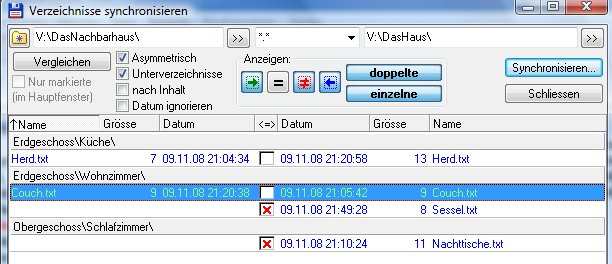 Verzeichnisse synchronisieren
V:\DasNachbarhaus\ >> *.* V:\DasHaus\ >>
Vergleichen
Nur markierte
(im Hauptfenster)
Asymmetrisch
Unterverzeichnisse
nach Inhalt
Datum ignorieren
Anzeigen:
=
doppelte
einzelne
Synchronisieren...
Schliessen
Name Grösse Datum <=> Datum Grösse Name
Erdgeschoss\Küche\
Herd.txt 7 09.11.08 21:04:34 09.11.08 21:20:58 13 Herd.txt
Erdgeschoss\Wohnzimmer\
Couch.txt 9 09.11.08 21:20:38 09.11.08 21:05:42 9 Couch.txt
09.11.08 21:49:28 8 Sessel.txt
Obergeschoss\Schlafzimmer\
09.11.08 21:10:24 11 Nachttische.txt